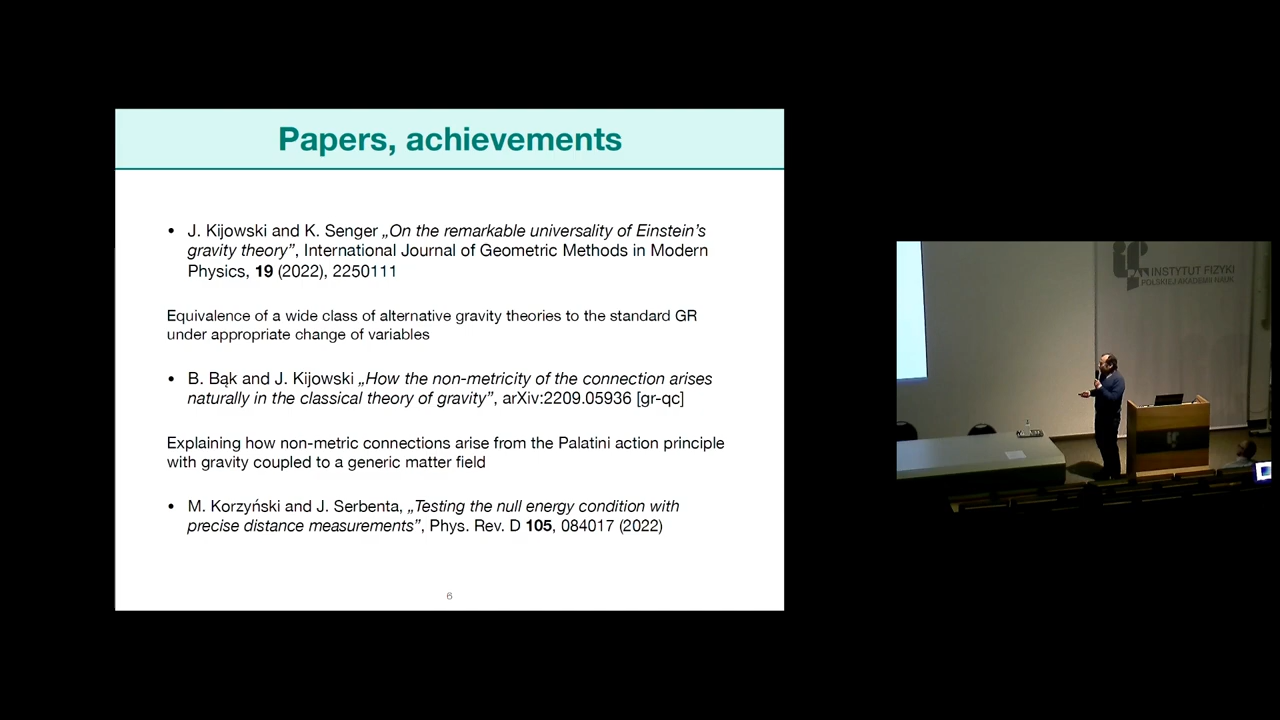 Papers, achievements
• J. Kijowski and K. Senger „On the remarkable universality of Einstein’s
gravity theory”, International Journal of Geometric Methods in Modern
Physics, 19 (2022), 2250111
Equivalence of a wide class of alternative gravity theories to the standard GR
under appropriate change of variables
• B. Bąk and J. Kijowski „How the non-metricity of the connection arises
naturally in the classical theory of gravity”, arXiv:2209.05936 [gr-qc]
Explaining how non-metric connections arise from the Palatini action principle
with gravity coupled to a generic matter field
• M. Korzyński and J. Serbenta, „Testing the null energy condition with
precise distance measurements”, Phys. Rev. D 105, 084017 (2022)
6
INSTYTUT FIZYKI
POLSKIEJ AKADEMII NAUK